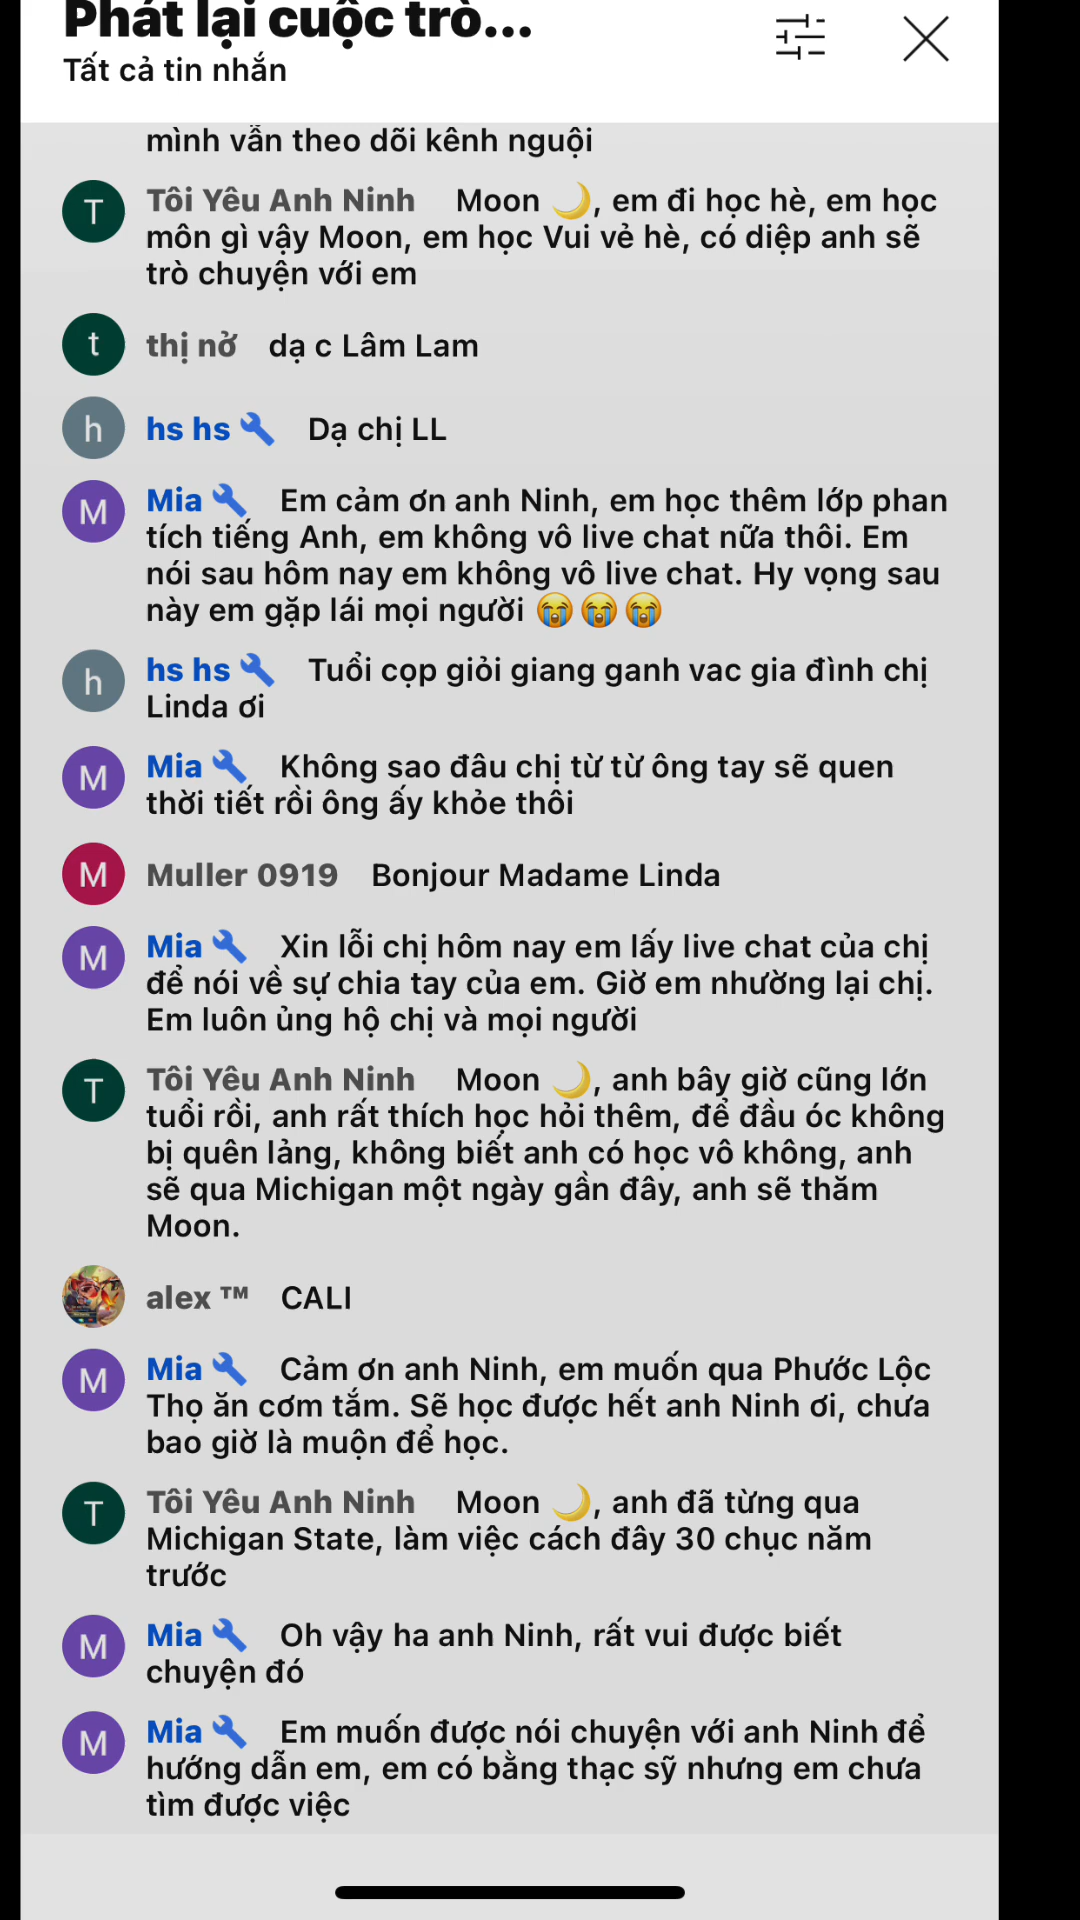 Phát lại cuộc trò...
Tất cả tin nhắn
mình vẫn theo dõi kênh nguội
T Tôi Yêu Anh Ninh Moon 🌙, em đi học hè, em học
môn gì vậy Moon, em học Vui vẻ hè, có diệp anh sẽ
trò chuyện với em
t thị nở dạ c Lâm Lam
h hs hs 🔧 Dạ chị LL
M Mia 🔧 Em cảm ơn anh Ninh, em học thêm lớp phan
tích tiếng Anh, em không vô live chat nữa thôi. Em
nói sau hôm nay em không vô live chat. Hy vọng sau
này em gặp lái mọi người 😭😭😭
h hs hs 🔧 Tuổi cọp giỏi giang ganh vac gia đình chị
Linda ơi
M Mia 🔧 Không sao đâu chị từ từ ông tay sẽ quen
thời tiết rồi ông ấy khỏe thôi
M Muller 0919 Bonjour Madame Linda
M Mia 🔧 Xin lỗi chị hôm nay em lấy live chat của chị
để nói về sự chia tay của em. Giờ em nhường lại chị.
Em luôn ủng hộ chị và mọi người
T Tôi Yêu Anh Ninh Moon 🌙, anh bây giờ cũng lớn
tuổi rồi, anh rất thích học hỏi thêm, để đầu óc không
bị quên lảng, không biết anh có học vô không, anh
sẽ qua Michigan một ngày gần đây, anh sẽ thăm
Moon.
alex ™ CALI
M Mia 🔧 Cảm ơn anh Ninh, em muốn qua Phước Lộc
Thọ ăn cơm tắm. Sẽ học được hết anh Ninh ơi, chưa
bao giờ là muộn để học.
T Tôi Yêu Anh Ninh Moon 🌙, anh đã từng qua
Michigan State, làm việc cách đây 30 chục năm
trước
M Mia 🔧 Oh vậy ha anh Ninh, rất vui được biết
chuyện đó
M Mia 🔧 Em muốn được nói chuyện với anh Ninh để
hướng dẫn em, em có bằng thạc sỹ nhưng em chưa
tìm được việc